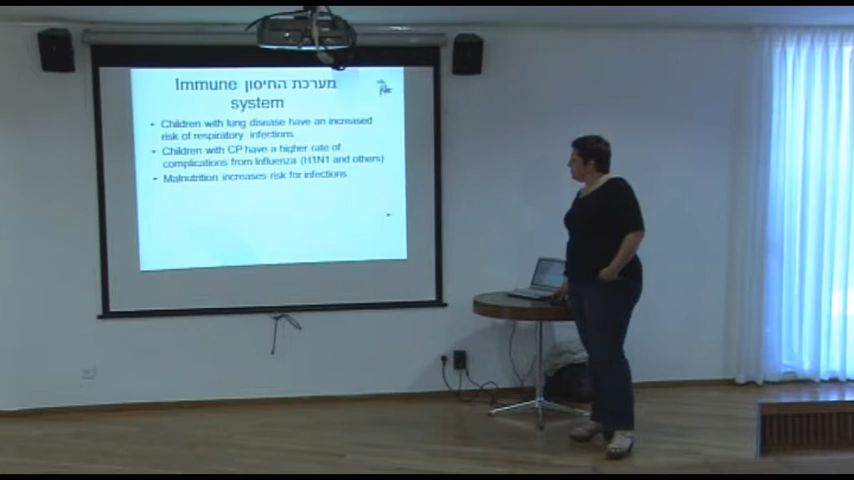 Immune מערכת החיסון
system
• Children with lung disease have an increased
risk of respiratory infections.
• Children with CP have a higher rate of
complications from Influenza (H1N1 and others)
• Malnutrition increases risk for infections